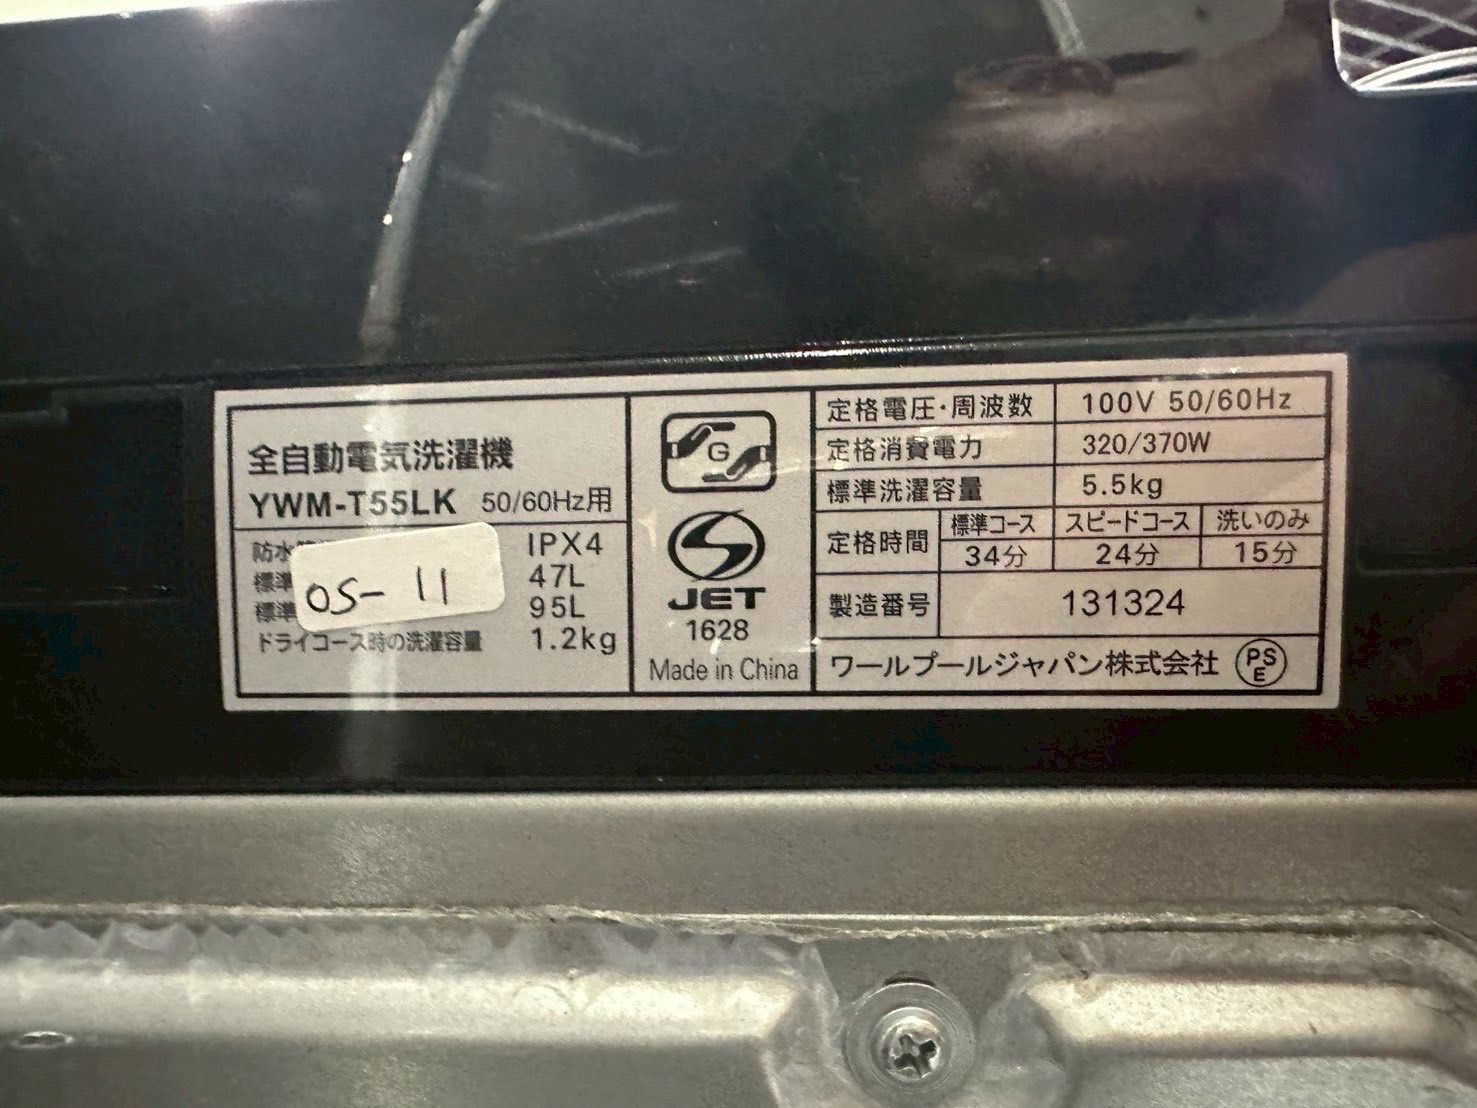 全自動電気洗濯機
YWM-T55LK 50/60Hz用
防水 IPX4
標準 47L
標準 95L
ドライコース時の洗濯容量 1.2kg
OS-11
G
JET
1628
Made in China
定格電圧・周波数 100V 50/60Hz
定格消費電力 320/370W
標準洗濯容量 5.5kg
定格時間 標準コース スピードコース 洗いのみ
34分 24分 15分
製造番号 131324
ワールプールジャパン株式会社 PSE